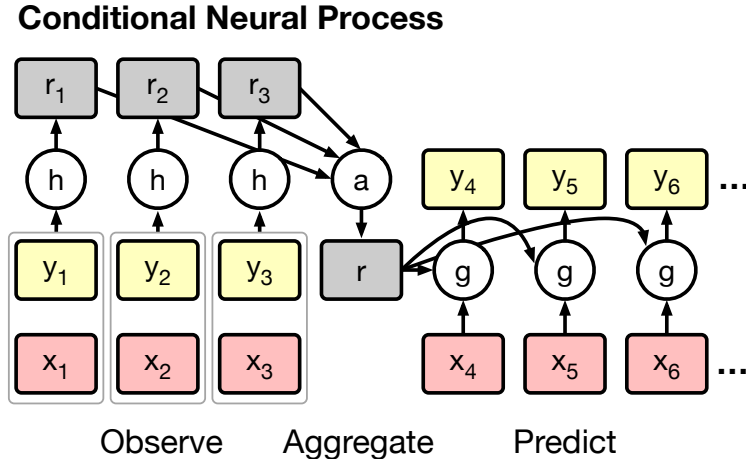 Conditional Neural Process
r₁ r₂ r₃
h h h a
y₄ y₅ y₆ ...
y₁ y₂ y₃ r g g g
x₁ x₂ x₃ x₄ x₅ x₆ ...
Observe Aggregate Predict